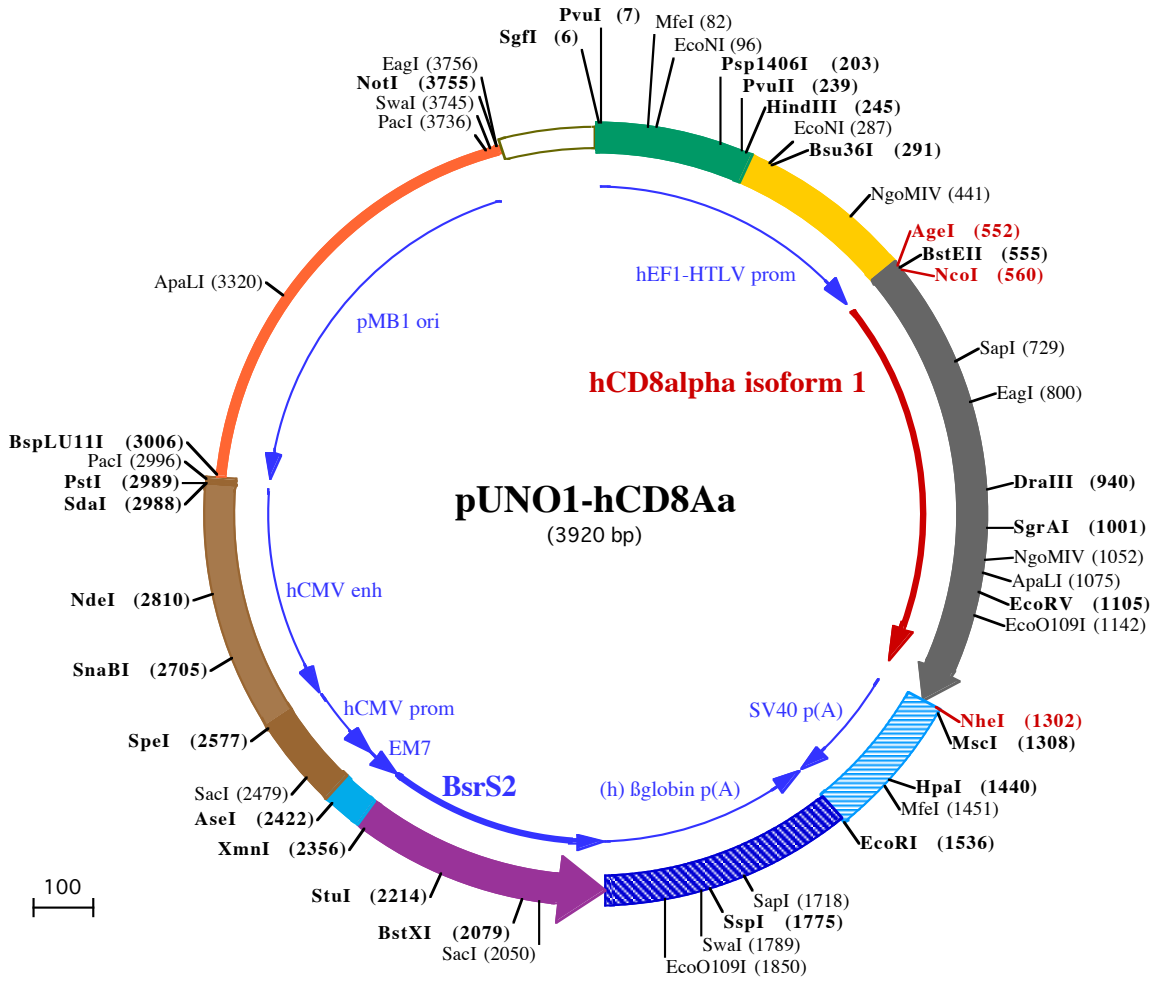 PvuI (7)
SgfI (6)
MfeI (82)
EcoNI (96)
Psp1406I (203)
PvuII (239)
HindIII (245)
EcoNI (287)
Bsu36I (291)
NgoMIV (441)
AgeI (552)
BstEII (555)
NcoI (560)
SapI (729)
EagI (800)
DraIII (940)
SgrAI (1001)
NgoMIV (1052)
ApaLI (1075)
EcoRV (1105)
EcoO109I (1142)
NheI (1302)
MscI (1308)
HpaI (1440)
MfeI (1451)
EcoRI (1536)
SapI (1718)
SspI (1775)
SwaI (1789)
EcoO109I (1850)
SacI (2050)
BstXI (2079)
StuI (2214)
XmnI (2356)
AseI (2422)
SacI (2479)
SpeI (2577)
SnaBI (2705)
NdeI (2810)
SdaI (2988)
PstI (2989)
PacI (2996)
BspLU11I (3006)
ApaLI (3320)
PacI (3736)
SwaI (3745)
NotI (3755)
EagI (3756)
hEF1-HTLV prom
pMB1 ori
hCD8alpha isoform 1
pUNO1-hCD8Aa
(3920 bp)
hCMV enh
hCMV prom
EM7
BsrS2
(h) ßglobin p(A)
SV40 p(A)
100